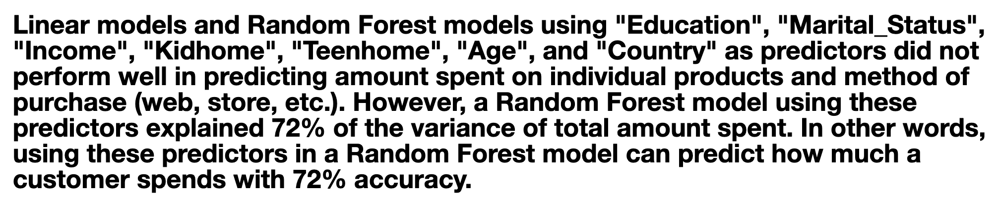 Linear models and Random Forest models using "Education", "Marital_Status",
"Income", "Kidhome", "Teenhome", "Age", and "Country" as predictors did not
perform well in predicting amount spent on individual products and method of
purchase (web, store, etc.). However, a Random Forest model using these
predictors explained 72% of the variance of total amount spent. In other words,
using these predictors in a Random Forest model can predict how much a
customer spends with 72% accuracy.